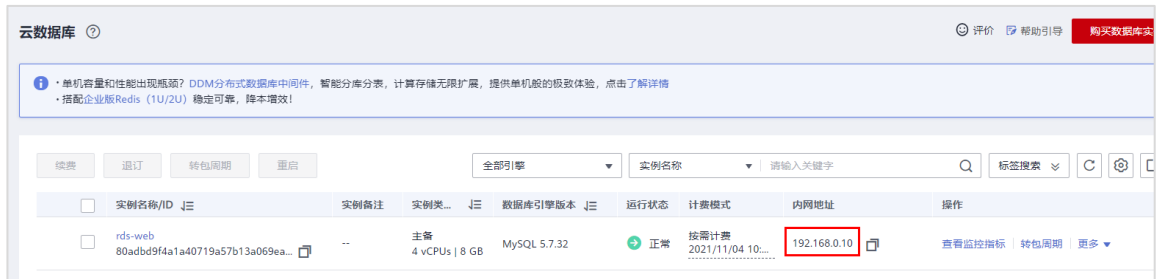 云数据库
评价 帮助引导 购买数据库实
·单机容量和性能出现瓶颈？DDM分布式数据库中间件，智能分库分表，计算存储无限扩展，提供单机般的极致体验，点击了解详情
·搭配企业版Redis（1U/2U）稳定可靠，降本增效！
续费 退订 转包周期 重启 全部引擎 实例名称 请输入关键字 标签搜索
实例名称/ID 实例备注 实例类... 数据库引擎版本 运行状态 计费模式 内网地址 操作
rds-web
80adbd9f4a1a40719a57b13a069ea...
--
主备
4 vCPUs | 8 GB
MySQL 5.7.32
正常
按需计费
2021/11/04 10:...
192.168.0.10
查看监控指标 转包周期 更多